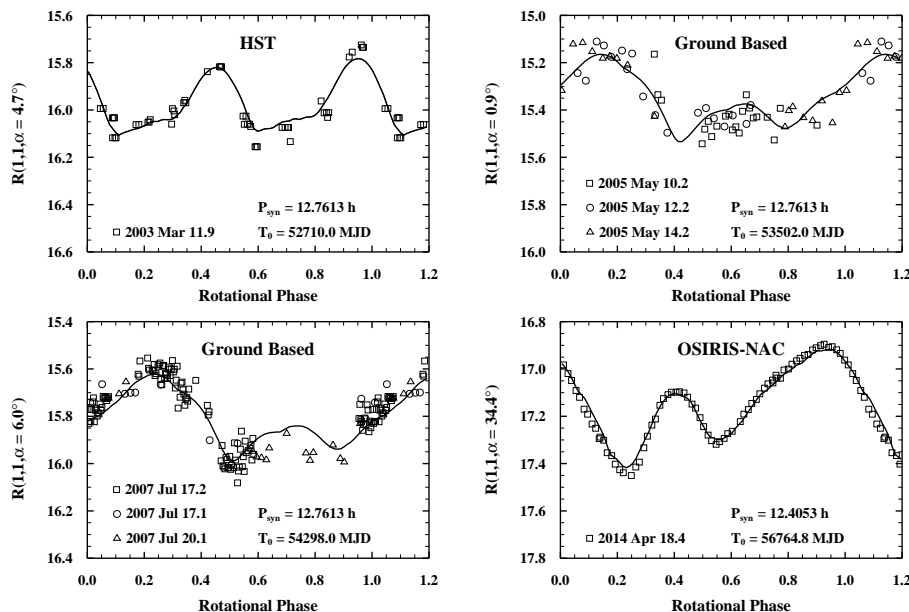 HST
R(1,1,α = 4.7°)
15.6
15.8
16.0
16.2
16.4
16.6
P_syn = 12.7613 h
2003 Mar 11.9
T_0 = 52710.0 MJD
0.0 0.2 0.4 0.6 0.8 1.0 1.2
Rotational Phase
Ground Based
R(1,1,α = 0.9°)
15.0
15.2
15.4
15.6
15.8
16.0
2005 May 10.2
2005 May 12.2
P_syn = 12.7613 h
2005 May 14.2
T_0 = 53502.0 MJD
0.0 0.2 0.4 0.6 0.8 1.0 1.2
Rotational Phase
Ground Based
R(1,1,α = 6.0°)
15.4
15.6
15.8
16.0
16.2
16.4
2007 Jul 17.2
2007 Jul 17.1
P_syn = 12.7613 h
2007 Jul 20.1
T_0 = 54298.0 MJD
0.0 0.2 0.4 0.6 0.8 1.0 1.2
Rotational Phase
OSIRIS-NAC
R(1,1,α = 34.4°)
16.8
17.0
17.2
17.4
17.6
17.8
P_syn = 12.4053 h
2014 Apr 18.4
T_0 = 56764.8 MJD
0.0 0.2 0.4 0.6 0.8 1.0 1.2
Rotational Phase